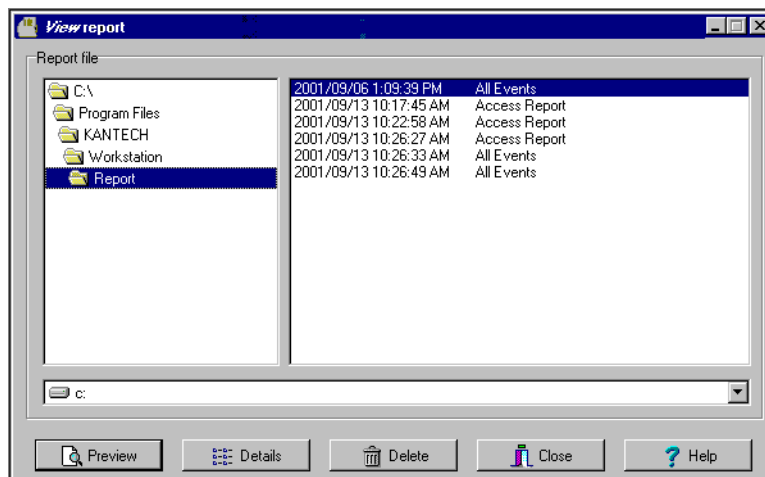 View report
Report file
C:\
Program Files
KANTECH
Workstation
Report
2001/09/06 1:09:39 PM All Events
2001/09/13 10:17:45 AM Access Report
2001/09/13 10:22:58 AM Access Report
2001/09/13 10:26:27 AM Access Report
2001/09/13 10:26:33 AM All Events
2001/09/13 10:26:49 AM All Events
c:
Preview Details Delete Close Help